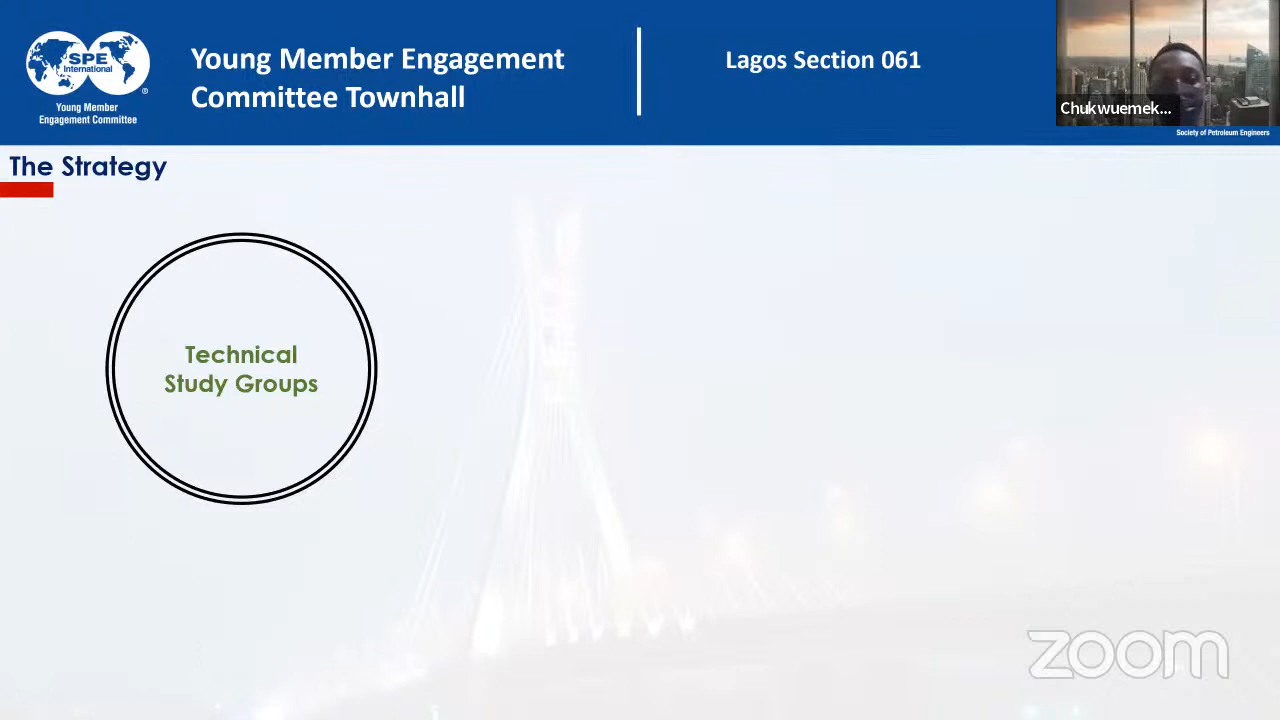 SPE
International
®
Young Member
Engagement Committee
Young Member Engagement
Committee Townhall
Lagos Section 061
Chukwuemek...
Society of Petroleum Engineers
The Strategy
Technical
Study Groups
zoom